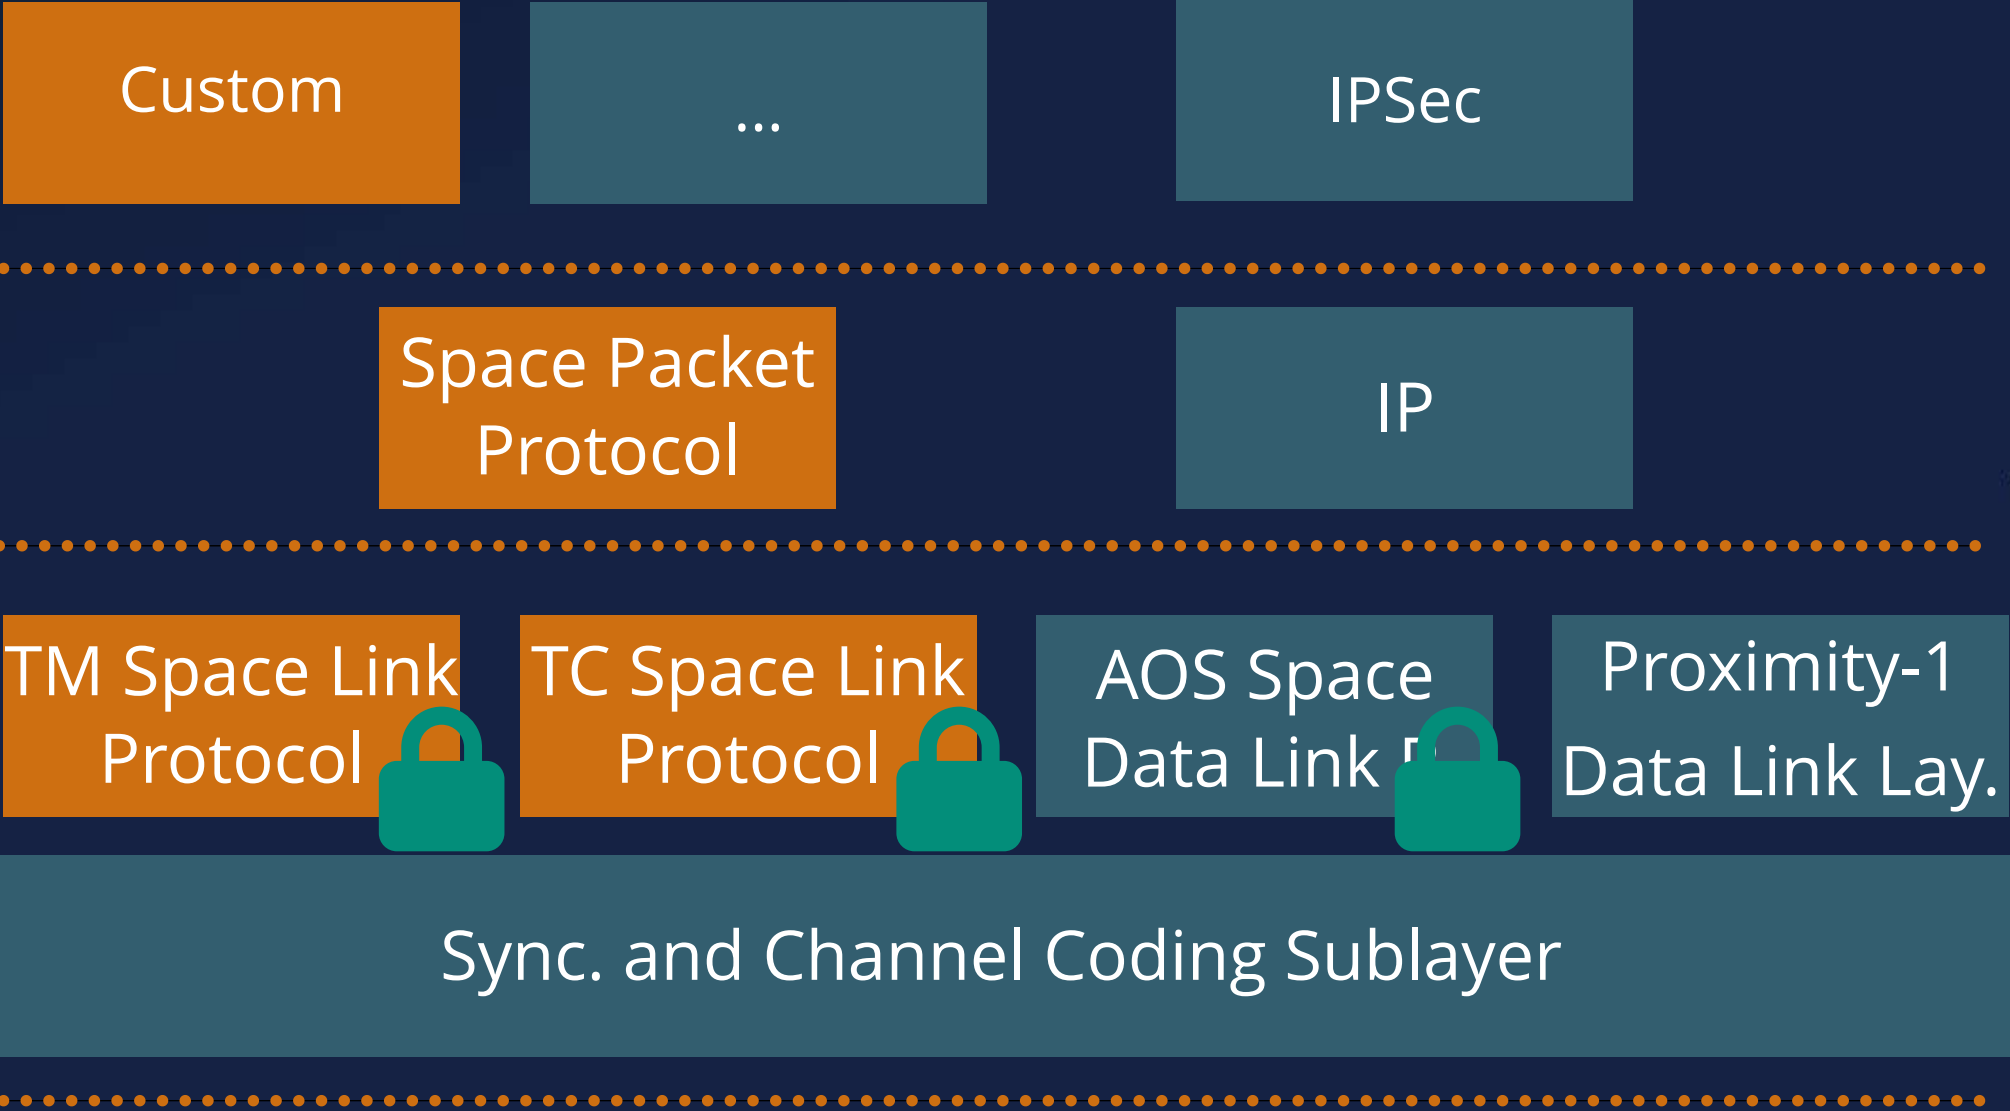 Custom
...
IPSec
Space Packet
Protocol
IP
TM Space Link
Protocol
TC Space Link
Protocol
AOS Space
Data Link
Proximity-1
Data Link Lay.
Sync. and Channel Coding Sublayer